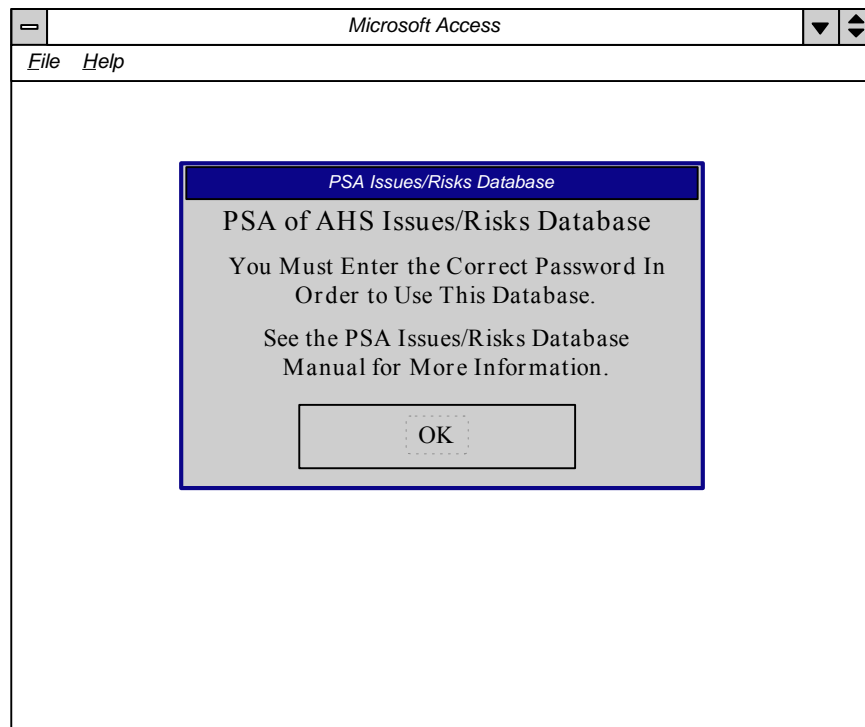 Microsoft Access
File Help
PSA Issues/Risks Database
PSA of AHS Issues/Risks Database
You Must Enter the Correct Password In
Order to Use This Database.
See the PSA Issues/Risks Database
Manual for More Information.
OK